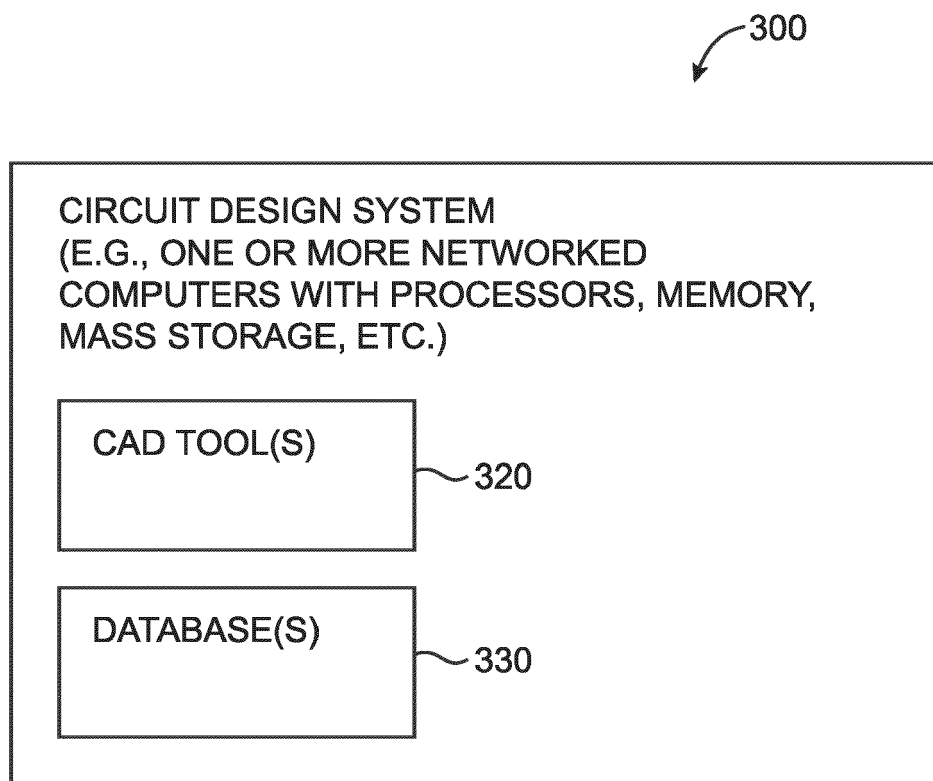 300
CIRCUIT DESIGN SYSTEM
(E.G., ONE OR MORE NETWORKED
COMPUTERS WITH PROCESSORS, MEMORY,
MASS STORAGE, ETC.)
CAD TOOL(S)
320
DATABASE(S)
330